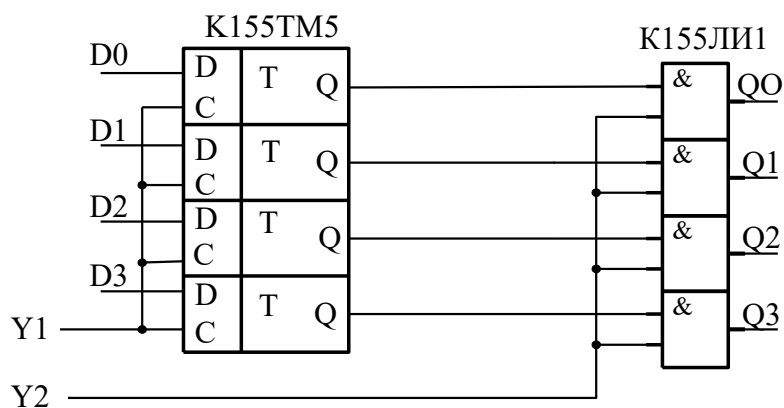 К155ТМ5
К155ЛИ1
D0
D T Q
C
& QO
D1
D T Q
C
& Q1
D2
D T Q
C
& Q2
D3
D T Q
C
& Q3
Y1
Y2